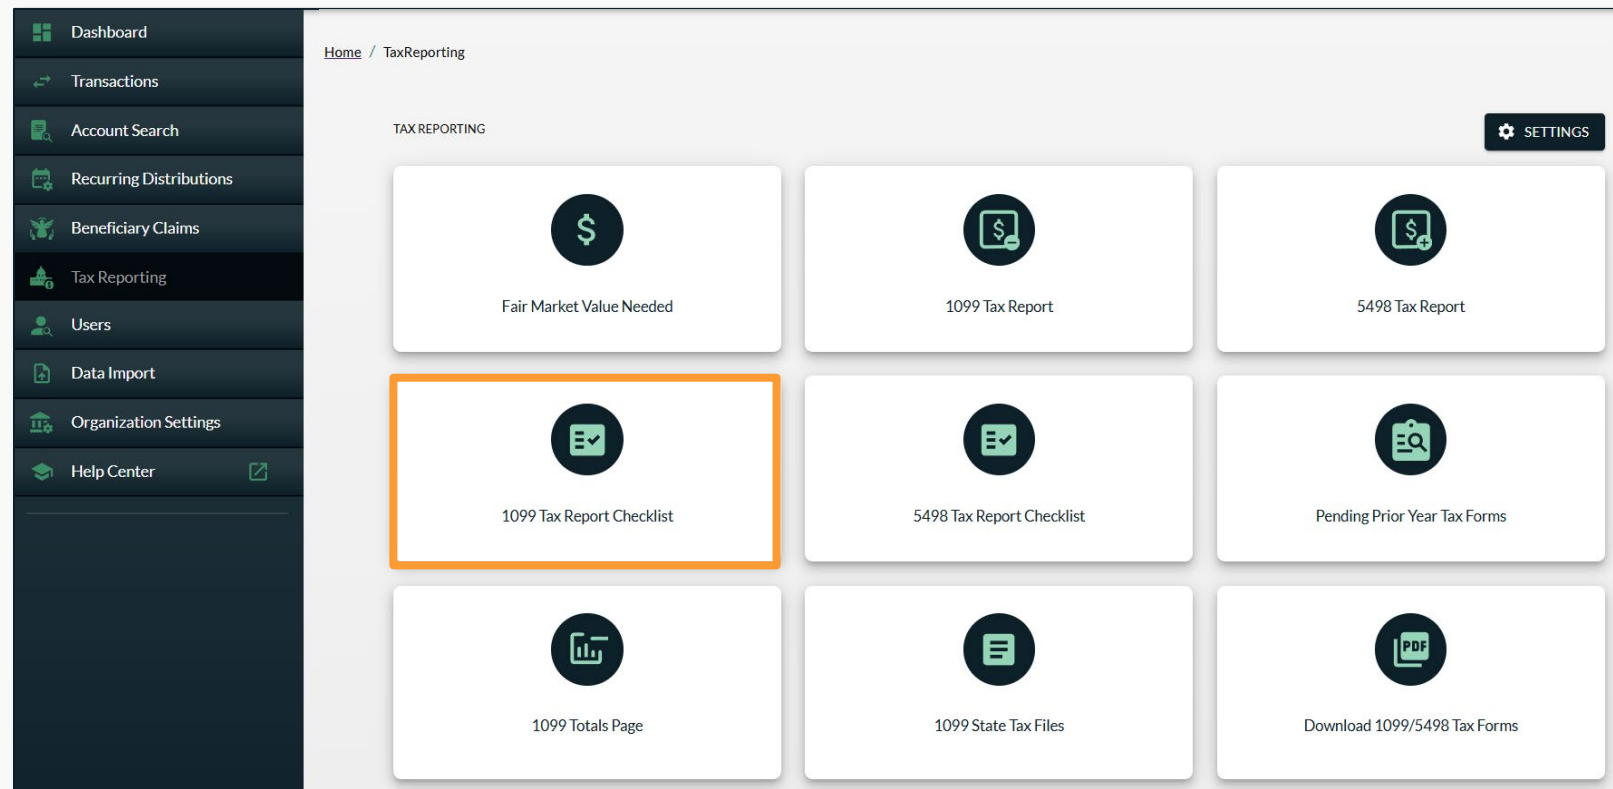 Dashboard
Transactions
Account Search
Recurring Distributions
Beneficiary Claims
Tax Reporting
Users
Data Import
Organization Settings
Help Center
Home / TaxReporting
TAX REPORTING
SETTINGS
Fair Market Value Needed
1099 Tax Report
5498 Tax Report
1099 Tax Report Checklist
5498 Tax Report Checklist
Pending Prior Year Tax Forms
1099 Totals Page
1099 State Tax Files
PDF
Download 1099/5498 Tax Forms